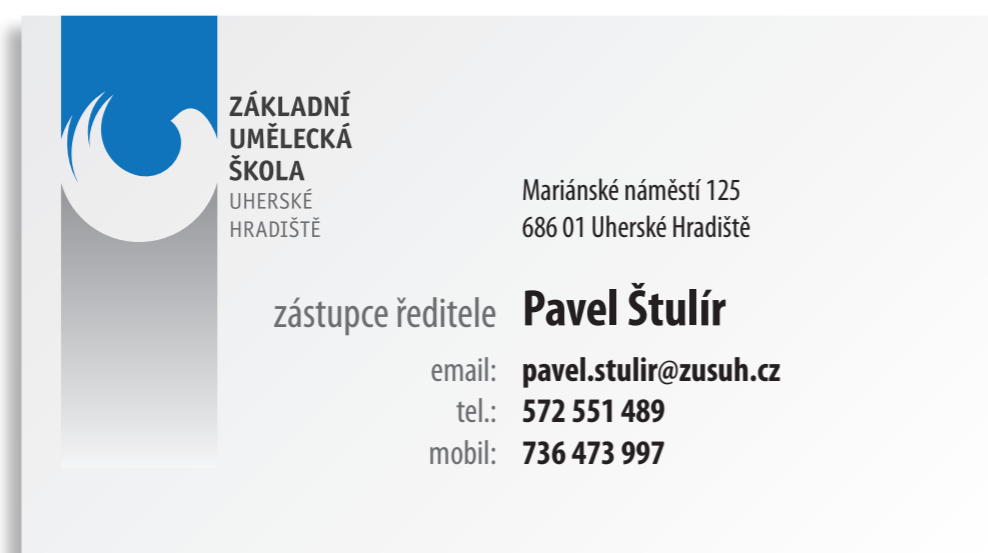 ZÁKLADNÍ
UMĚLECKÁ
ŠKOLA
UHERSKÉ
HRADIŠTĚ
Mariánské náměstí 125
686 01 Uherské Hradiště
zástupce ředitele Pavel Štulír
email: pavel.stulir@zusuh.cz
tel.: 572 551 489
mobil: 736 473 997